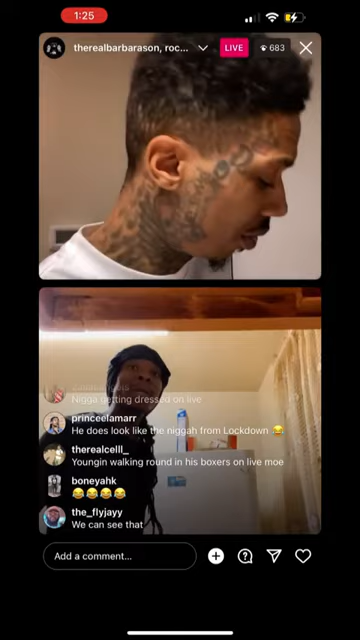 1:25
therealbarbarason, roc...
LIVE
683
Nigga getting dressed on live
princeelamarr
He does look like the niggah from Lockdown 😂
therealcelll_
Youngin walking round in his boxers on live moe
boneyahk
😂😂😂😂
the_flyjayy
We can see that
Add a comment...